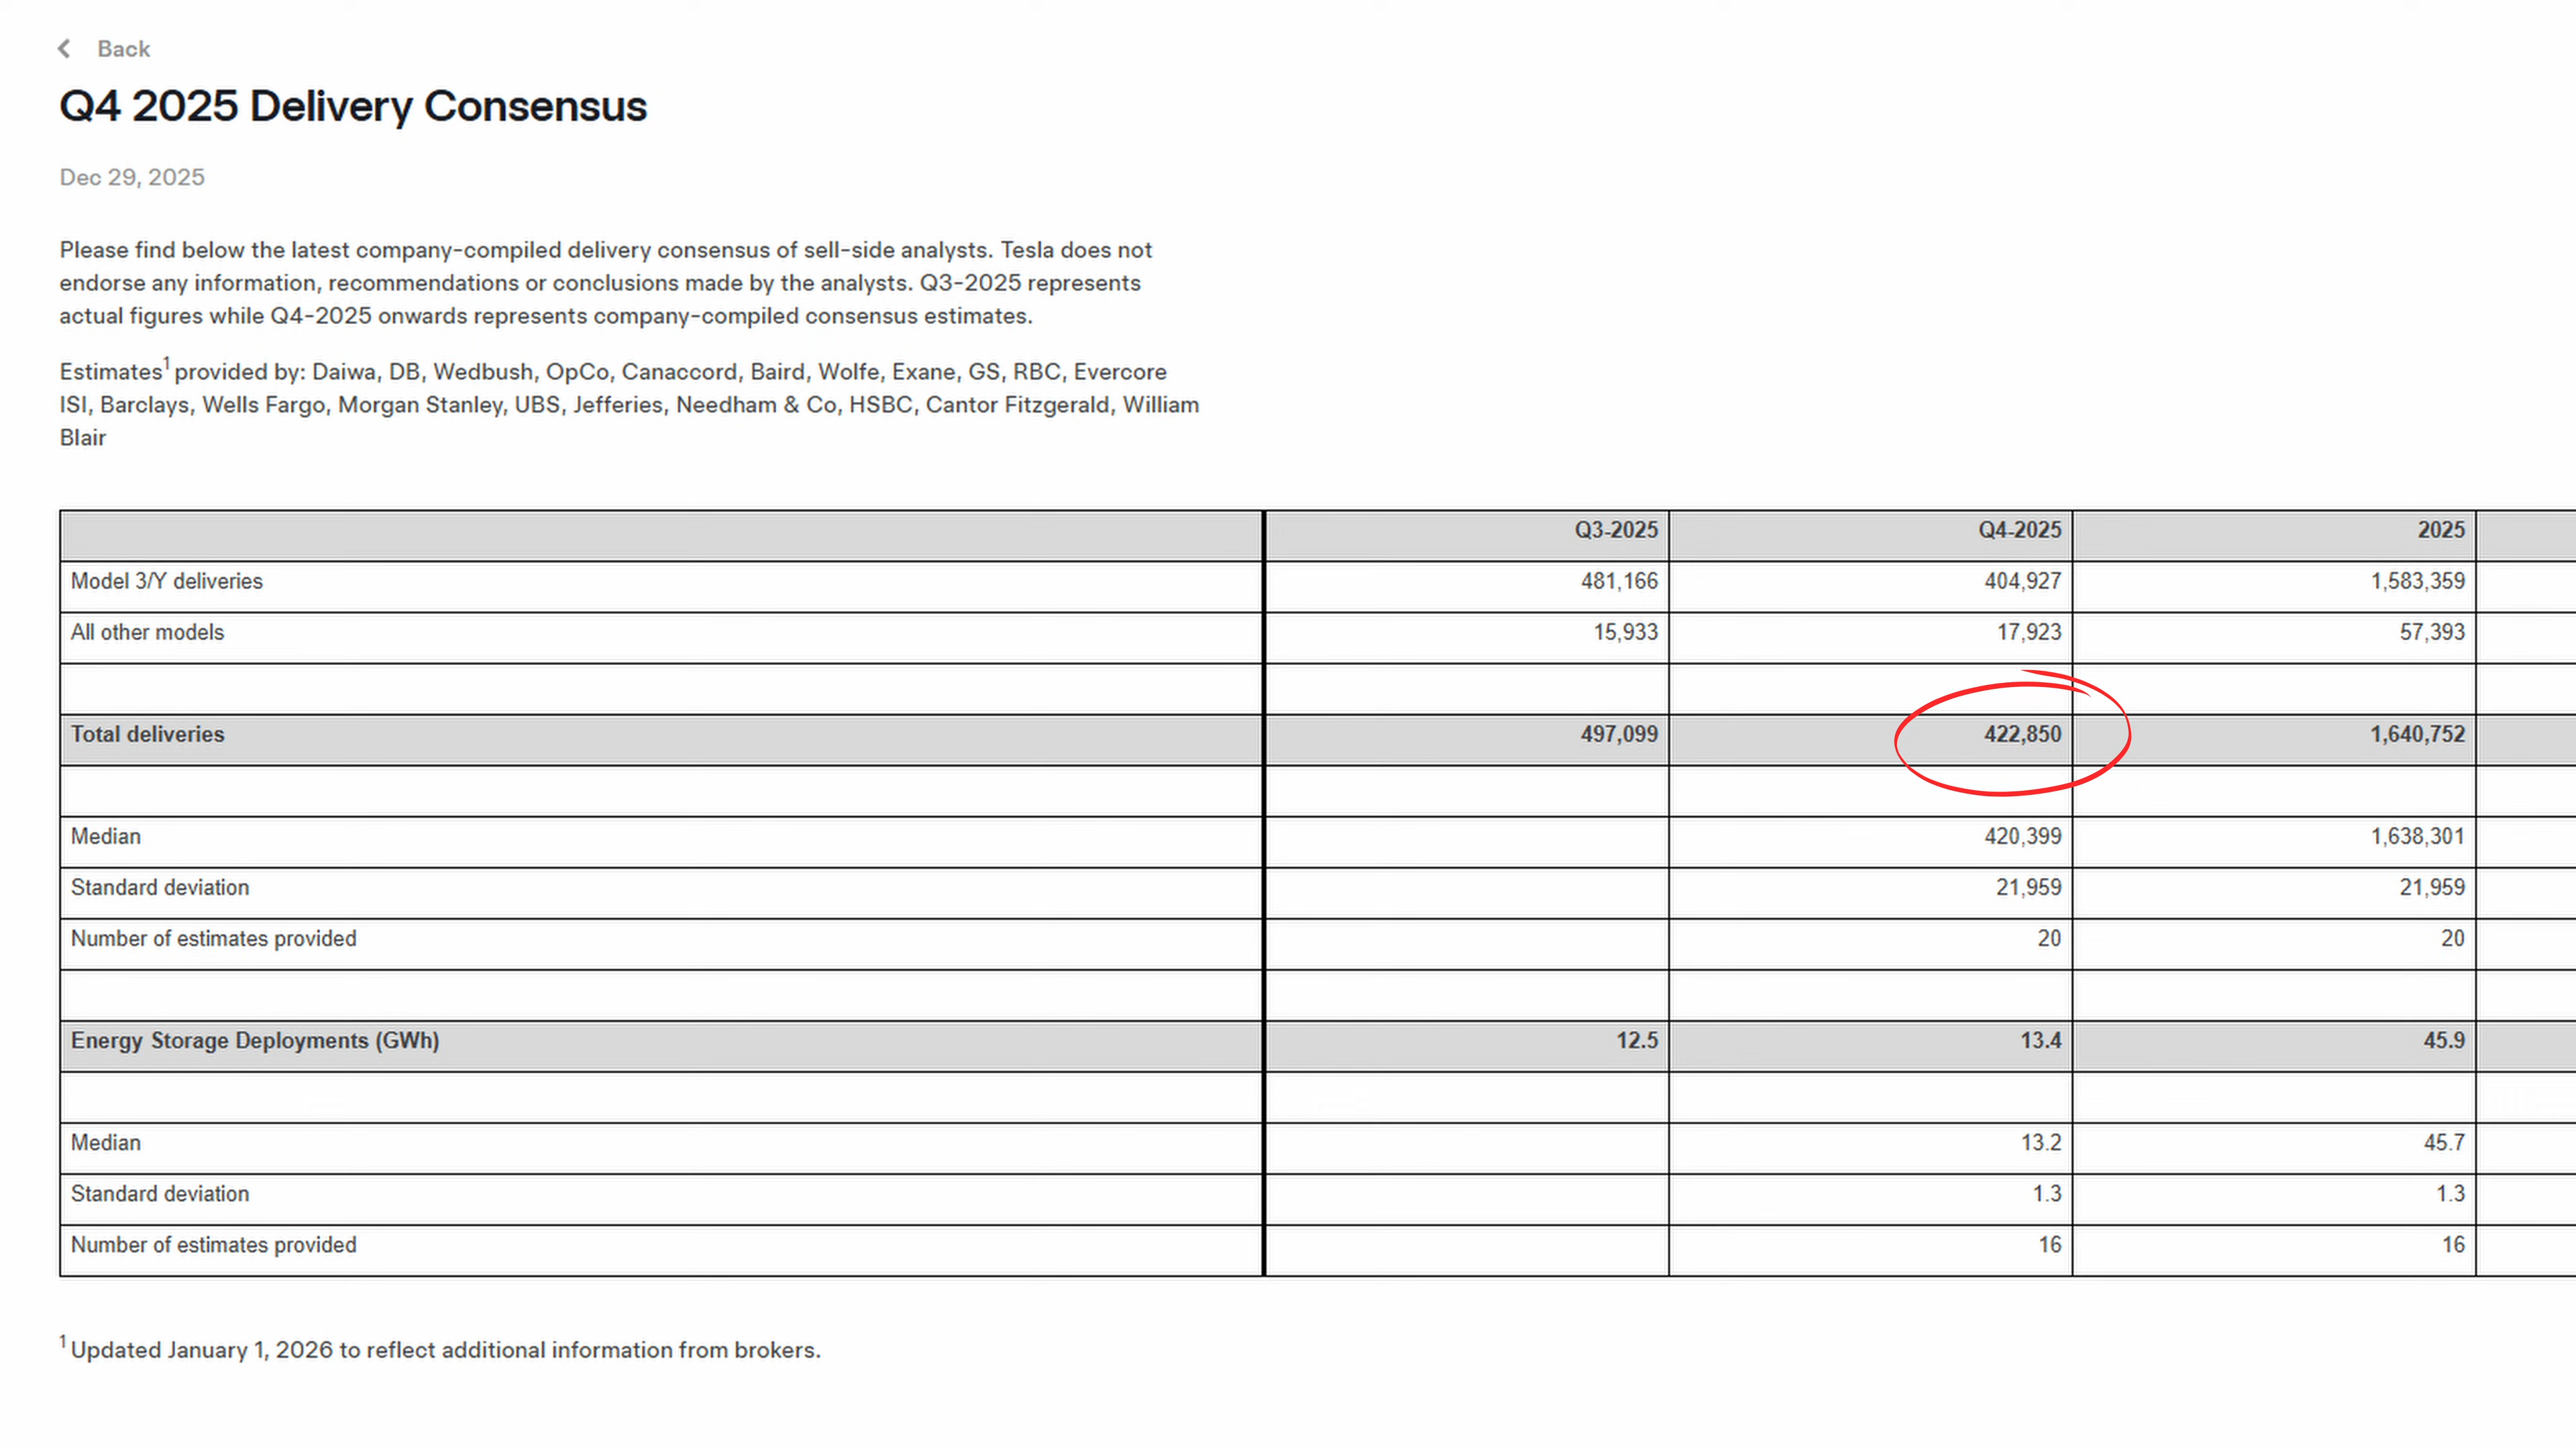 Back
Q4 2025 Delivery Consensus
Dec 29, 2025
Please find below the latest company-compiled delivery consensus of sell-side analysts. Tesla does not
endorse any information, recommendations or conclusions made by the analysts. Q3-2025 represents
actual figures while Q4-2025 onwards represents company-compiled consensus estimates.
Estimates¹ provided by: Daiwa, DB, Wedbush, OpCo, Canaccord, Baird, Wolfe, Exane, GS, RBC, Evercore
ISI, Barclays, Wells Fargo, Morgan Stanley, UBS, Jefferies, Needham & Co, HSBC, Cantor Fitzgerald, William
Blair
Q3-2025 Q4-2025 2025
Model 3/Y deliveries 481,166 404,927 1,583,359
All other models 15,933 17,923 57,393
Total deliveries 497,099 422,850 1,640,752
Median 420,399 1,638,301
Standard deviation 21,959 21,959
Number of estimates provided 20 20
Energy Storage Deployments (GWh) 12.5 13.4 45.9
Median 13.2 45.7
Standard deviation 1.3 1.3
Number of estimates provided 16 16
¹ Updated January 1, 2026 to reflect additional information from brokers.